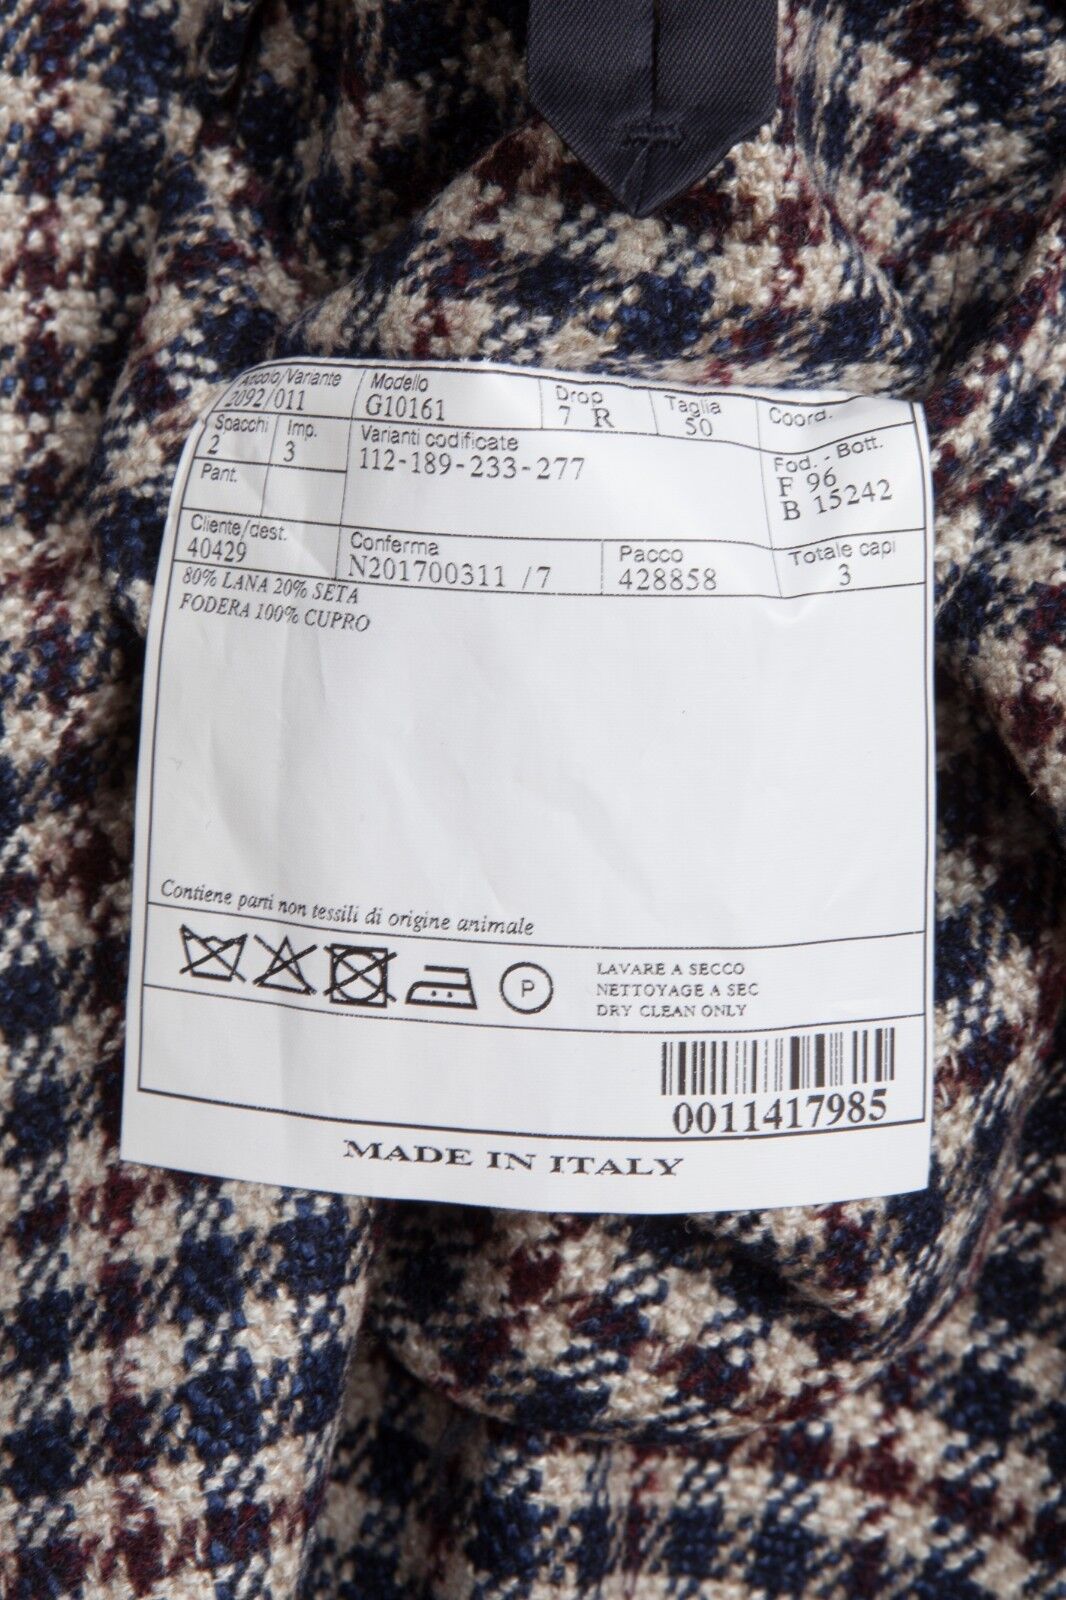 Articolo/Variante Modello Drop Taglia Coord.
2092/011 G10161 7 R 50
Spacchi Imp. Varianti codificate Fod. - Bott.
2 3 112-189-233-277 F 96
Pant. B 15242
Cliente/dest. Conferma Pacco Totale capi
40429 N201700311 /7 428858 3
80% LANA 20% SETA
FODERA 100% CUPRO
Contiene parti non tessili di origine animale
P
LAVARE A SECCO
NETTOYAGE A SEC
DRY CLEAN ONLY
0011417985
MADE IN ITALY